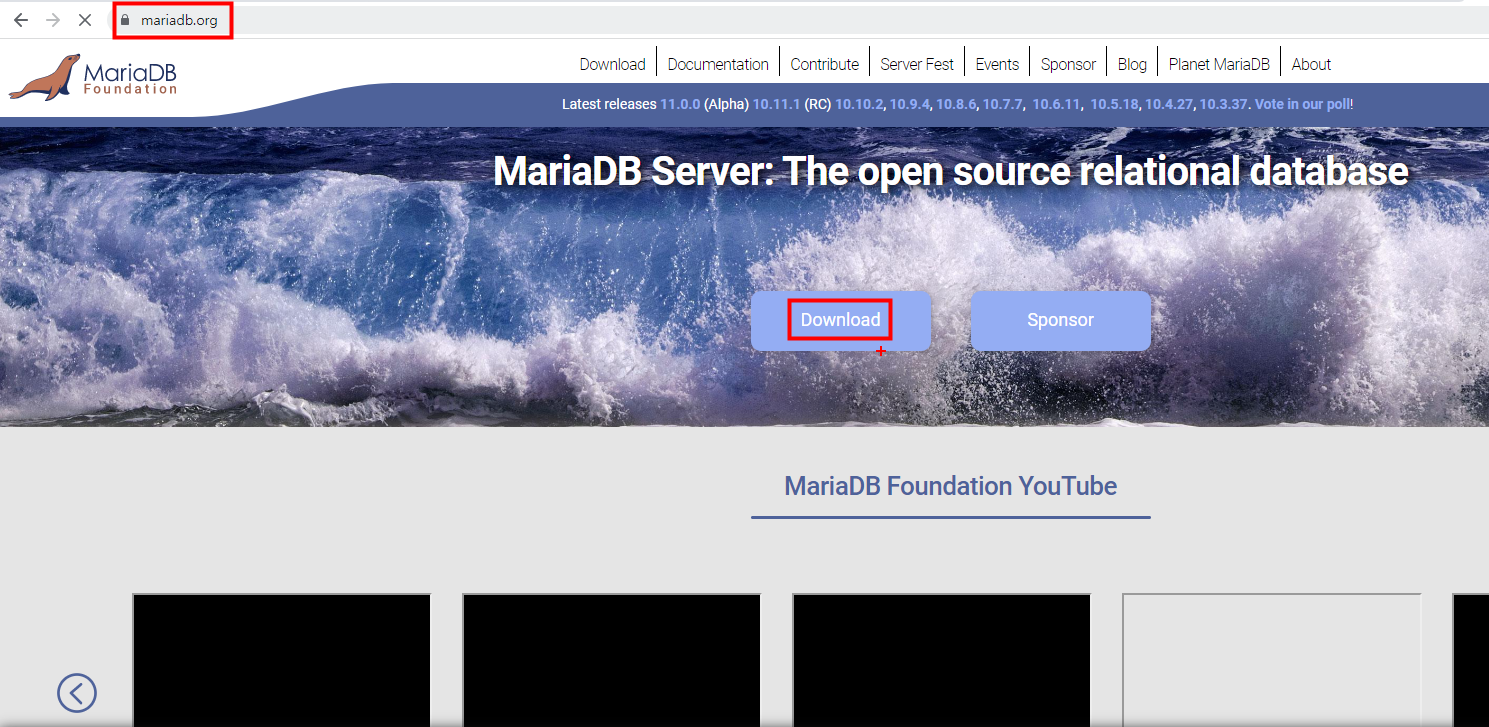 mariadb.org
MariaDB
Foundation
Download Documentation Contribute Server Fest Events Sponsor Blog Planet MariaDB About
Latest releases 11.0.0 (Alpha) 10.11.1 (RC) 10.10.2, 10.9.4, 10.8.6, 10.7.7, 10.6.11, 10.5.18, 10.4.27, 10.3.37. Vote in our poll!
MariaDB Server: The open source relational database
Download Sponsor
MariaDB Foundation YouTube